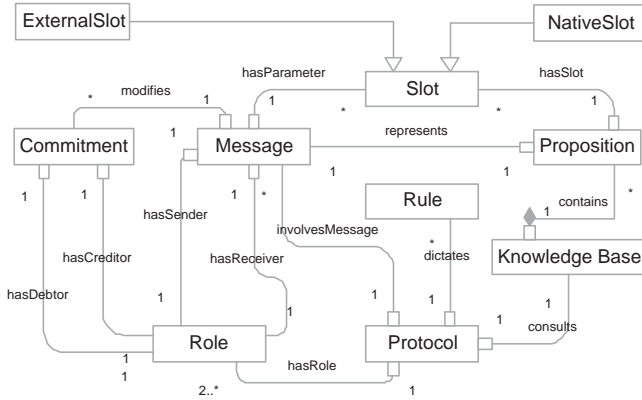 ExternalSlot
NativeSlot
hasParameter
hasSlot
Slot
modifies
*
1
1
*
*
1
Commitment
Message
represents
Proposition
1
1
1
1
1
1
*
1
1
*
Rule
contains
hasSender
involvesMessage
*
dictates
hasCreditor
hasReceiver
Knowledge Base
hasDebtor
1
1
1
1
1
1
consults
Role
Protocol
1
1
hasRole
2..*
1